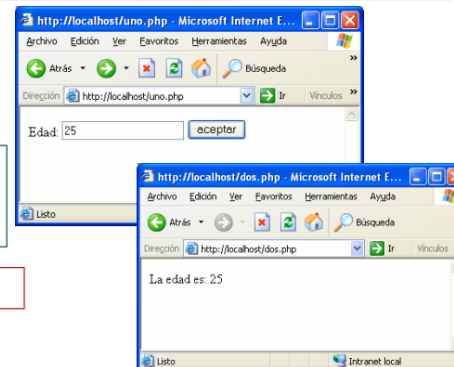 http://localhost/uno.php - Microsoft Internet E...
Archivo Edición Ver Favoritos Herramientas Ayuda
Atrás Búsqueda
Dirección http://localhost/uno.php Ir Vínculos
Edad: 25 aceptar
Listo
http://localhost/dos.php - Microsoft Internet E...
Archivo Edición Ver Favoritos Herramientas Ayuda
Atrás Búsqueda
Dirección http://localhost/dos.php Ir Vínculos
La edad es: 25
Listo Intranet local